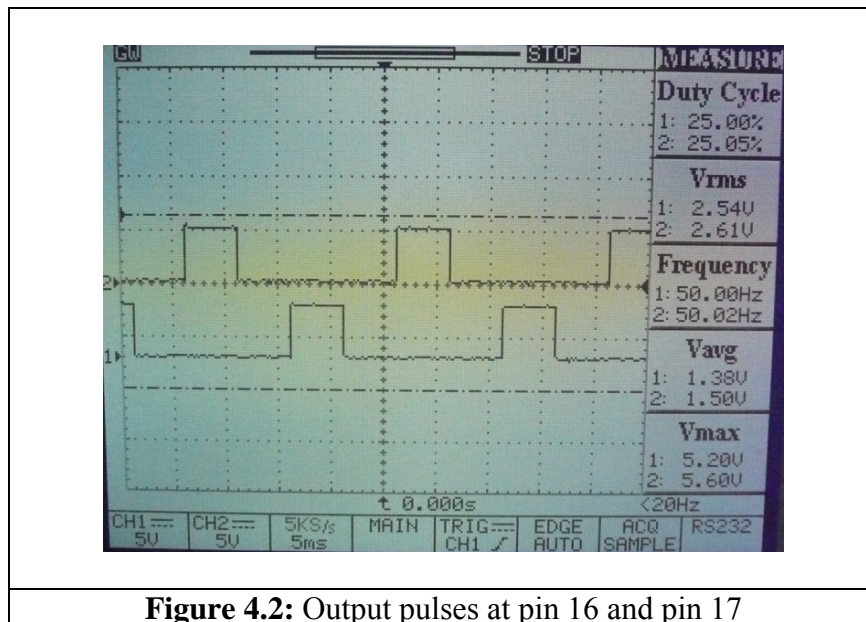 GW STOP MEASURE
Duty Cycle
1: 25.00%
2: 25.05%
Vrms
1: 2.54V
2: 2.61V
Frequency
1:50.00Hz
2:50.02Hz
Vavg
1: 1.38V
2: 1.50V
Vmax
1: 5.20V
2: 5.60V
2
1
0.000s <20Hz
CH1 CH2 5KS/s MAIN TRIG EDGE ACQ RS232
5V 5V 5ms CH1 AUTO SAMPLE
Figure 4.2: Output pulses at pin 16 and pin 17